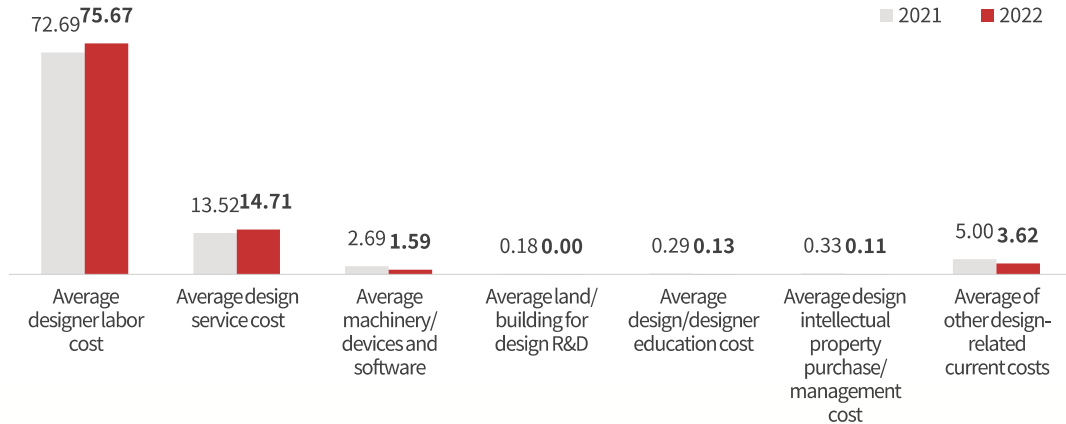 2021 2022
72.69 75.67
13.52 14.71
2.69 1.59
0.18 0.00
0.29 0.13
0.33 0.11
5.00 3.62
Average
designer labor
cost
Average design
service cost
Average
machinery/
devices and
software
Average land/
building for
design R&D
Average
design/designer
education cost
Average design
intellectual
property
purchase/
management
cost
Average of
other design-
related
current costs